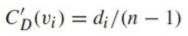 C′_D(v_i) = d_i/(n − 1)